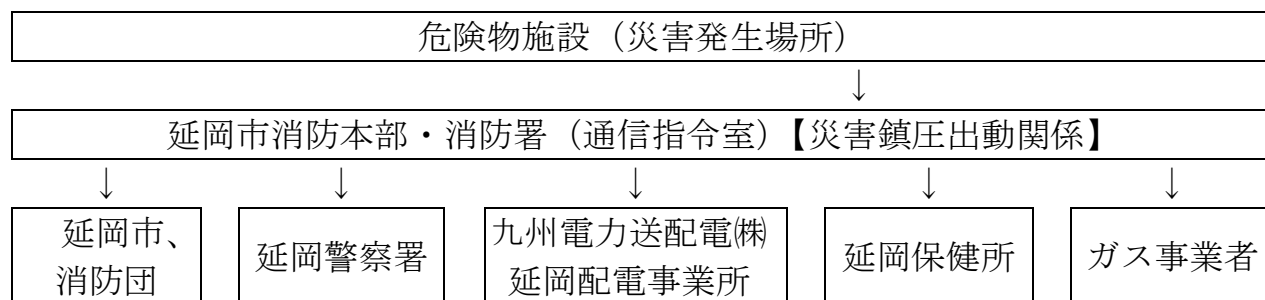 危険物施設（災害発生場所）
↓
延岡市消防本部・消防署（通信指令室）【災害鎮圧出動関係】
↓ ↓ ↓ ↓ ↓
延岡市、
消防団
延岡警察署
九州電力送配電㈱
延岡配電事業所
延岡保健所
ガス事業者